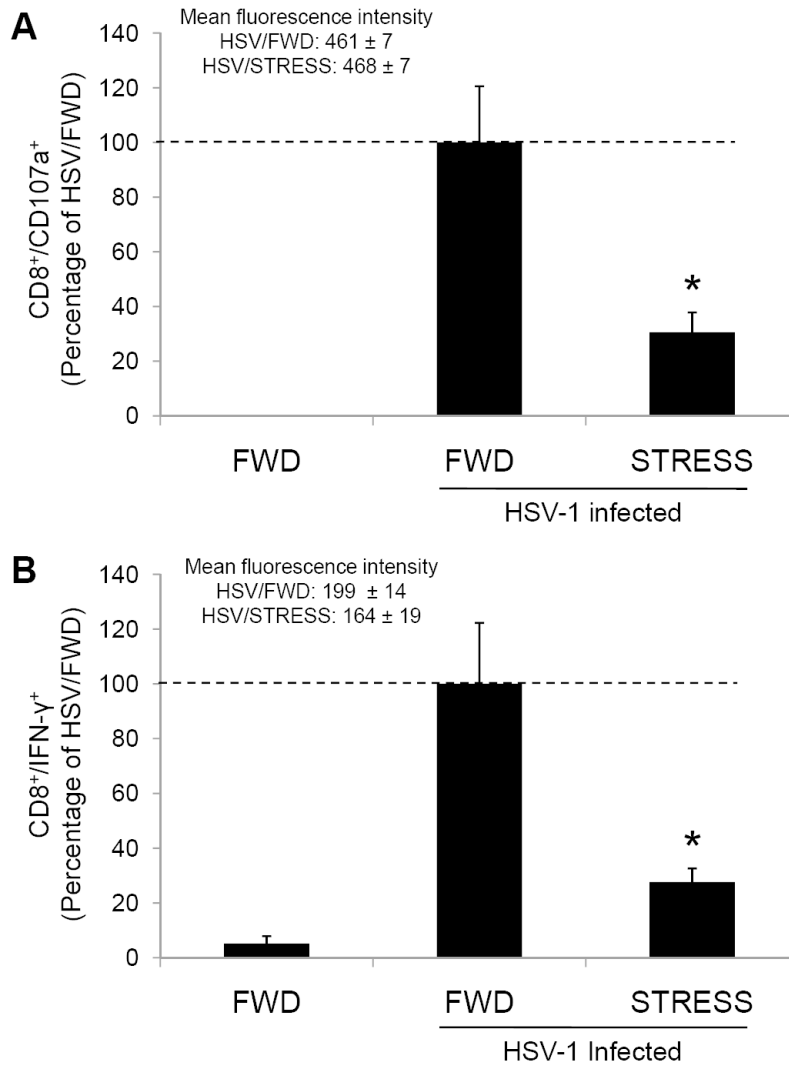 A
Mean fluorescence intensity
HSV/FWD: 461 ± 7
HSV/STRESS: 468 ± 7
CD8⁺/CD107a⁺
(Percentage of HSV/FWD)
140
120
100
80
60
40
20
0
*
FWD
FWD
STRESS
HSV-1 infected
B
Mean fluorescence intensity
HSV/FWD: 199 ± 14
HSV/STRESS: 164 ± 19
CD8⁺/IFN-γ⁺
(Percentage of HSV/FWD)
140
120
100
80
60
40
20
0
*
FWD
FWD
STRESS
HSV-1 Infected